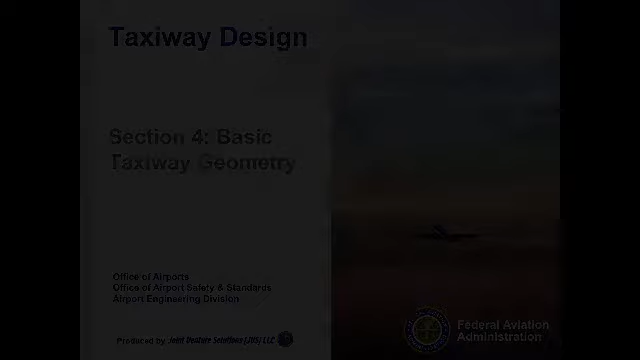 Taxiway Design
Section 4: Basic
Taxiway Geometry
Office of Airports
Office of Airport Safety & Standards
Airport Engineering Division
Produced by Joint Venture Solutions (JVS) LLC
Federal Aviation
Administration